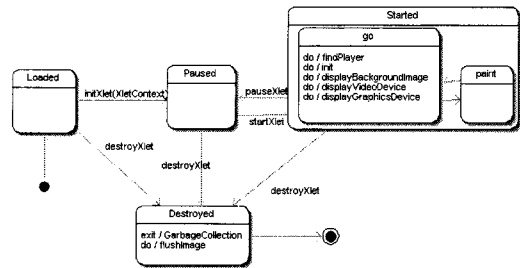 Started
go
do / findPlayer
do / init
do / displayBackgroundImage
do / displayVideoDevice
do / displayGraphicsDevice
paint
Loaded
Paused
initXlet(XletContext)
pauseXlet
startXlet
destroyXlet
destroyXlet
destroyXlet
Destroyed
exit / GarbageCollection
do / flushImage